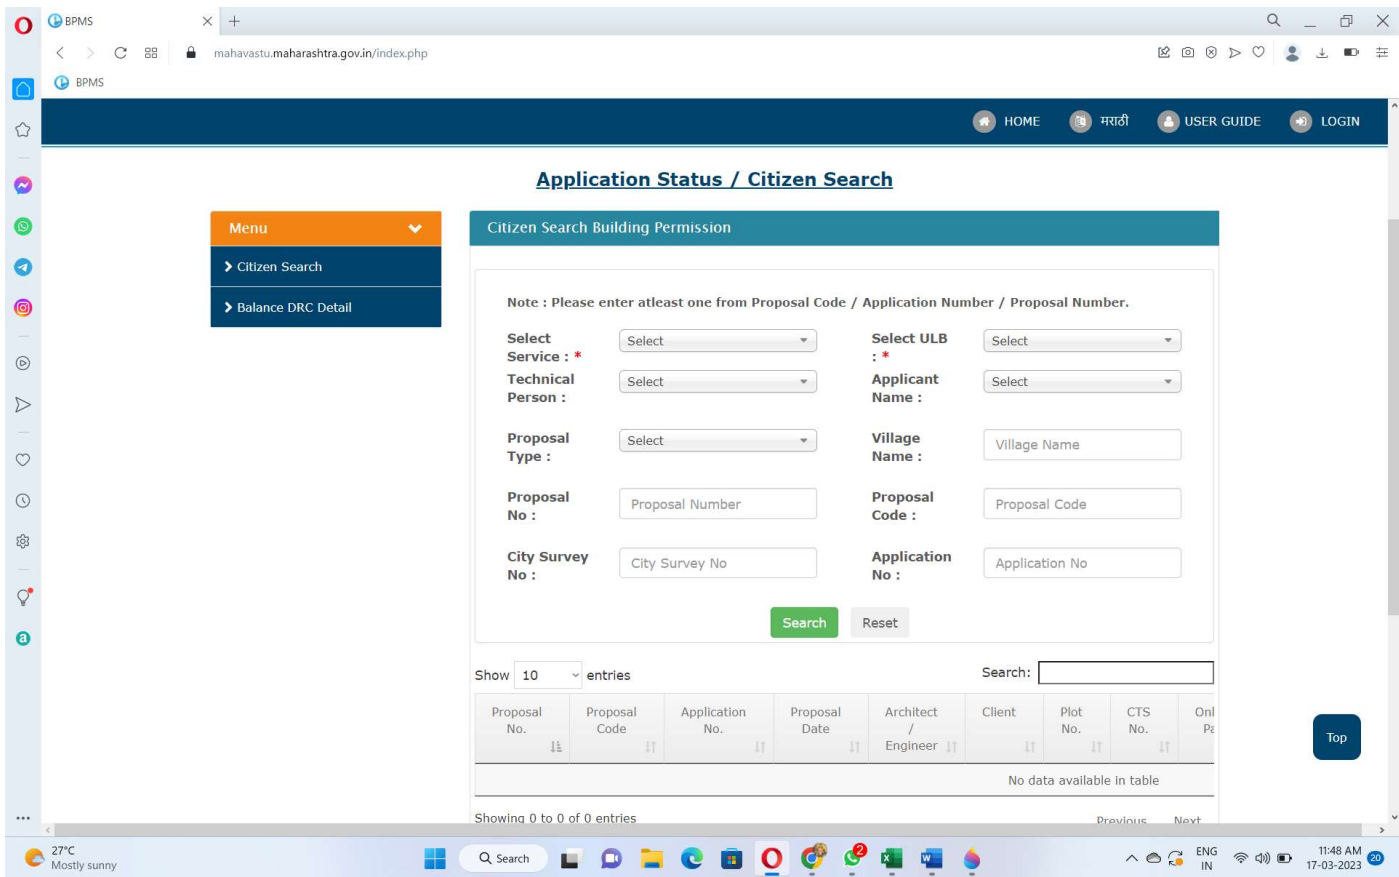 BPMS
mahavastu.maharashtra.gov.in/index.php
BPMS
HOME मराठी USER GUIDE LOGIN
Application Status / Citizen Search
Menu
Citizen Search
Balance DRC Detail
Citizen Search Building Permission
Note : Please enter atleast one from Proposal Code / Application Number / Proposal Number.
Select Service : * Select Select ULB : * Select
Technical Person : Select Applicant Name : Select
Proposal Type : Select Village Name : Village Name
Proposal No : Proposal Number Proposal Code : Proposal Code
City Survey No : City Survey No Application No : Application No
Search Reset
Show 10 entries Search:
Proposal No. Proposal Code Application No. Proposal Date Architect / Engineer Client Plot No. CTS No. Onl Pa
No data available in table
Showing 0 to 0 of 0 entries Previous Next
Top
27°C
Mostly sunny
Search
2
ENG
IN
11:48 AM
17-03-2023
20